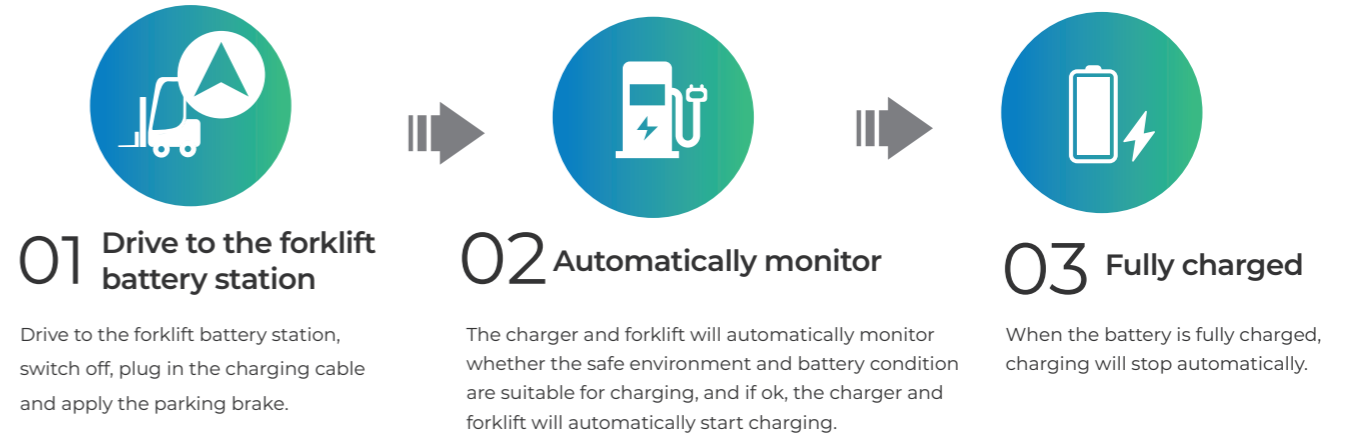 01
Drive to the forklift
battery station
Drive to the forklift battery station,
switch off, plug in the charging cable
and apply the parking brake.
02
Automatically monitor
The charger and forklift will automatically monitor
whether the safe environment and battery condition
are suitable for charging, and if ok, the charger and
forklift will automatically start charging.
03
Fully charged
When the battery is fully charged,
charging will stop automatically.